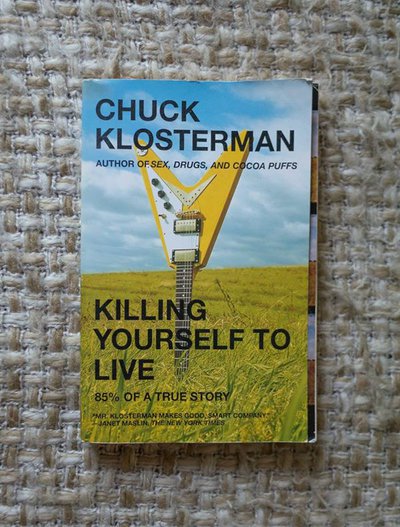 CHUCK
KLOSTERMAN
AUTHOR OF SEX, DRUGS, AND COCOA PUFFS
KILLING
YOURSELF TO
LIVE
85% OF A TRUE STORY
"MR. KLOSTERMAN MAKES GOOD, SMART COMPANY."
—JANET MASLIN, THE NEW YORK TIMES